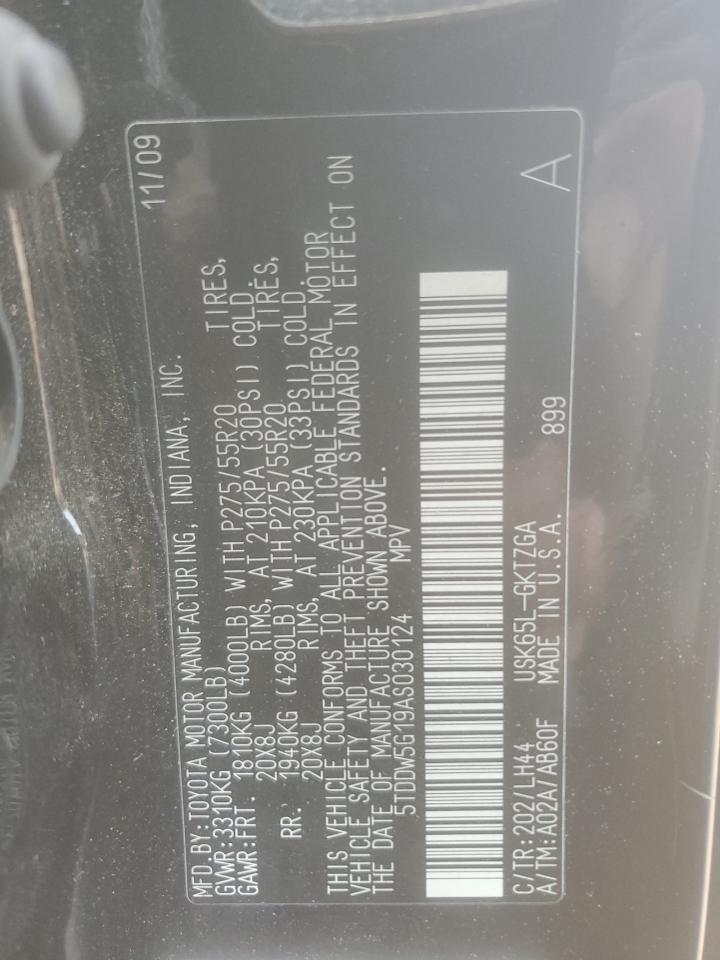 MFD.BY:TOYOTA MOTOR MANUFACTURING, INDIANA, INC. 11/09
GVWR:3310KG (7300LB)
GAWR:FRT. 1810KG (4000LB) WITH P275/55R20 TIRES,
20X8J RIMS, AT 210KPA (30PSI) COLD.
RR. 1940KG (4280LB) WITH P275/55R20 TIRES,
20X8J RIMS, AT 230KPA (33PSI) COLD.
THIS VEHICLE CONFORMS TO ALL APPLICABLE FEDERAL MOTOR
VEHICLE SAFETY AND THEFT PREVENTION STANDARDS IN EFFECT ON
THE DATE OF MANUFACTURE SHOWN ABOVE.
5TDDW5G19AS030124 MPV
C/TR:202/LH44 USK65L-GKTZGA
A/TM:A02A/AB60F MADE IN U.S.A. 899 A